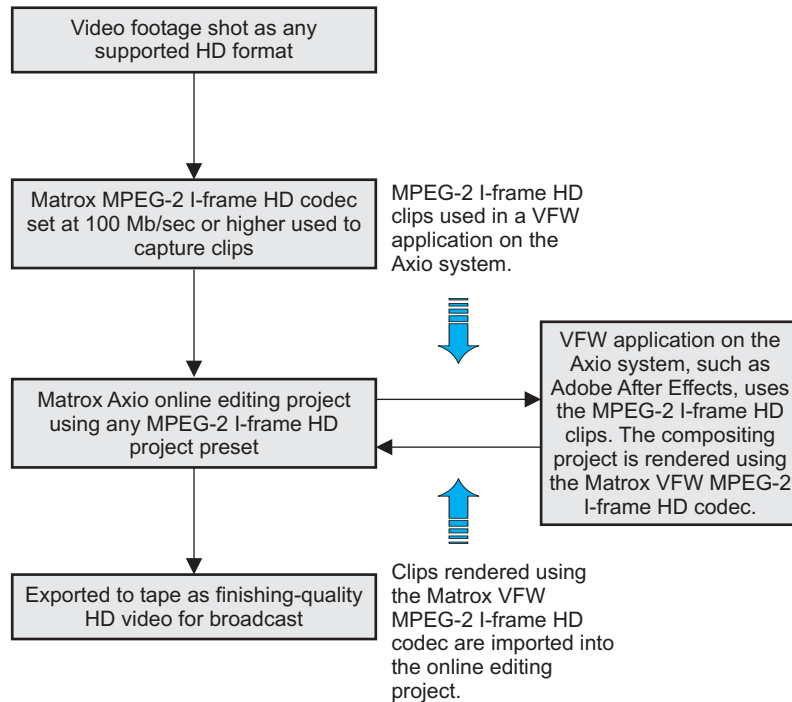 Video footage shot as any
supported HD format
Matrox MPEG-2 I-frame HD codec
set at 100 Mb/sec or higher used to
capture clips
MPEG-2 I-frame HD
clips used in a VFW
application on the
Axio system.
Matrox Axio online editing project
using any MPEG-2 I-frame HD
project preset
VFW application on the
Axio system, such as
Adobe After Effects, uses
the MPEG-2 I-frame HD
clips. The compositing
project is rendered using
the Matrox VFW MPEG-2
I-frame HD codec.
Exported to tape as finishing-quality
HD video for broadcast
Clips rendered using
the Matrox VFW
MPEG-2 I-frame HD
codec are imported into
the online editing
project.